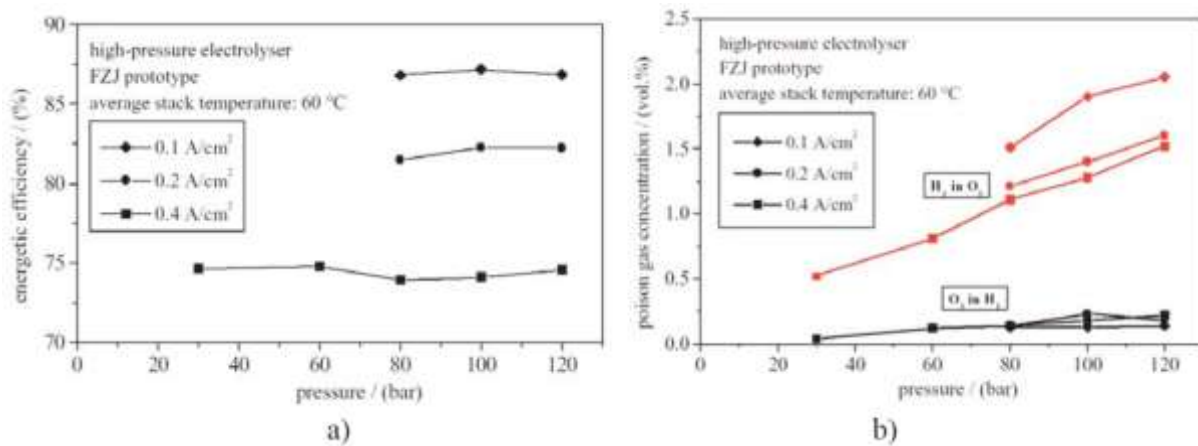 90
85
80
75
70
energetic efficiency / (%)
high-pressure electrolyser
FZJ prototype
average stack temperature: 60 °C
0.1 A/cm²
0.2 A/cm²
0.4 A/cm²
0 20 40 60 80 100 120
pressure / (bar)
a)
2.5
2.0
1.5
1.0
0.5
0.0
poison gas concentration / (vol.%)
high-pressure electrolyser
FZJ prototype
average stack temperature: 60 °C
0.1 A/cm²
0.2 A/cm²
0.4 A/cm²
H₂ in O₂
O₂ in H₂
0 20 40 60 80 100 120
pressure / (bar)
b)